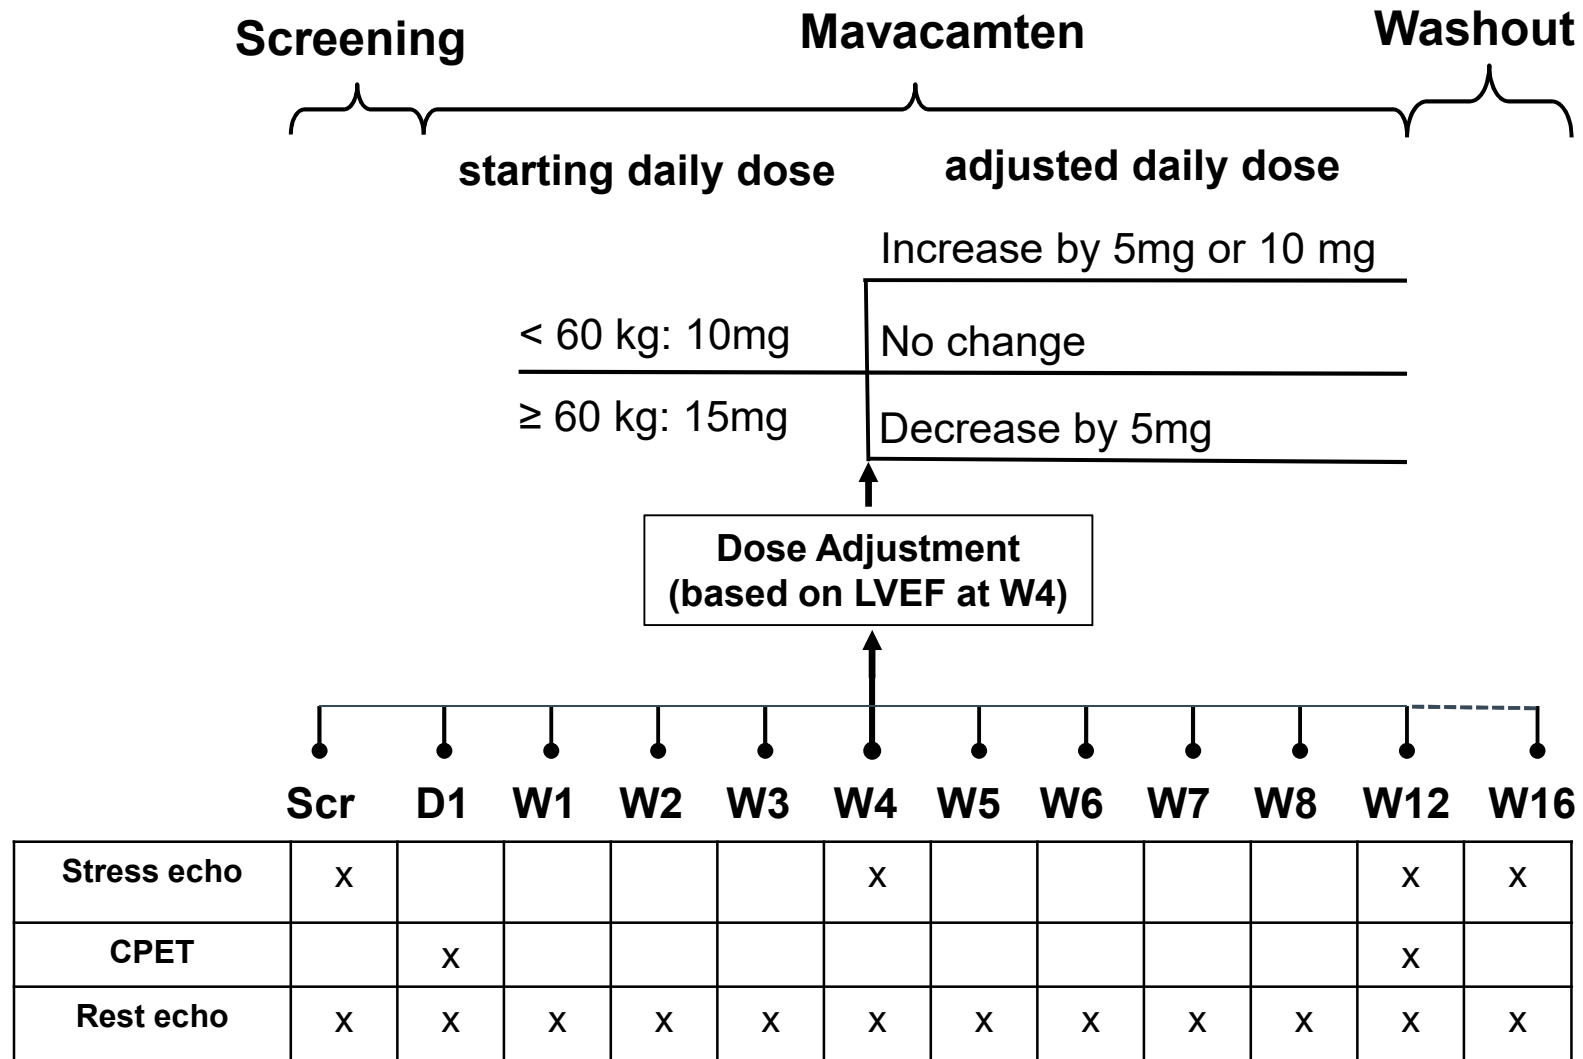 Screening Mavacamten Washout
starting daily dose adjusted daily dose
Increase by 5mg or 10 mg
< 60 kg: 10mg No change
≥ 60 kg: 15mg Decrease by 5mg
Dose Adjustment
(based on LVEF at W4)
Scr D1 W1 W2 W3 W4 W5 W6 W7 W8 W12 W16
Stress echo x x x x
CPET x x
Rest echo x x x x x x x x x x x x